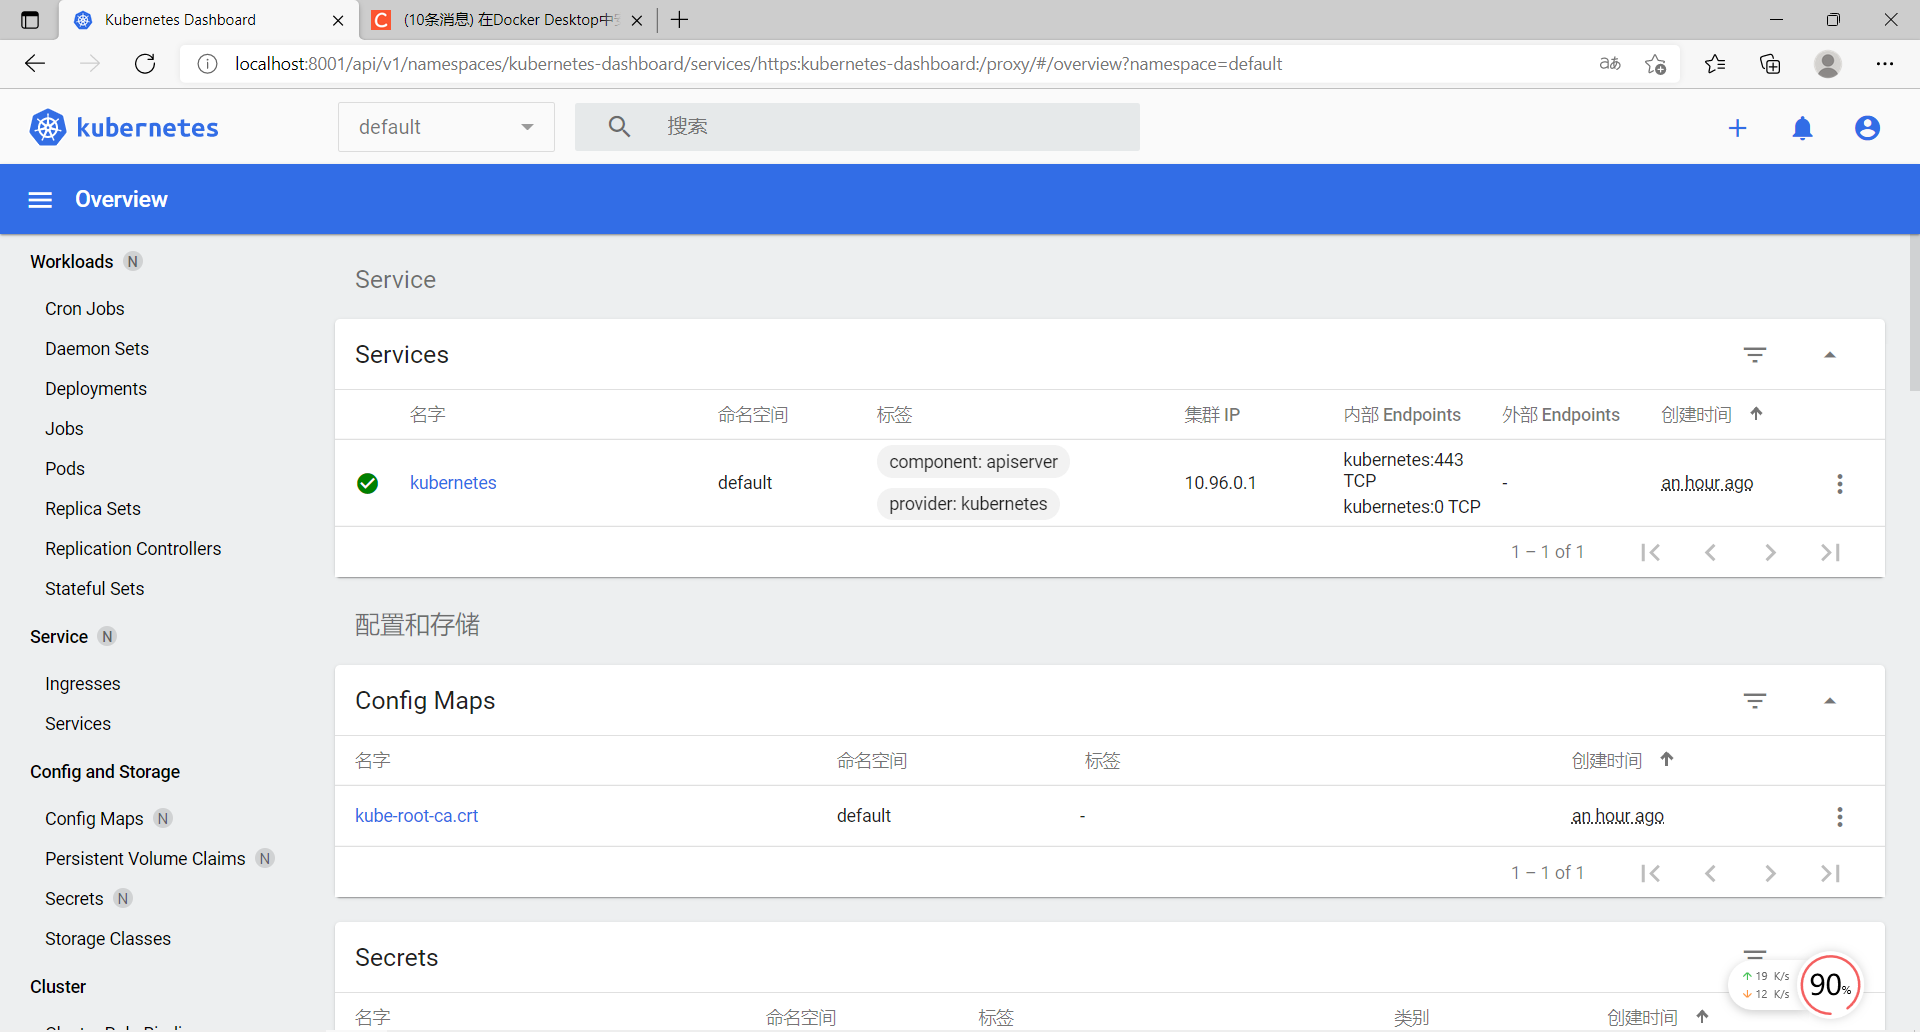 Kubernetes Dashboard
(10条消息) 在Docker Desktop中
localhost:8001/api/v1/namespaces/kubernetes-dashboard/services/https:kubernetes-dashboard:/proxy/#/overview?namespace=default
kubernetes
default
搜索
Overview
Workloads N
Cron Jobs
Daemon Sets
Deployments
Jobs
Pods
Replica Sets
Replication Controllers
Stateful Sets
Service N
Ingresses
Services
Config and Storage
Config Maps N
Persistent Volume Claims N
Secrets N
Storage Classes
Cluster
Service
Services
名字 命名空间 标签 集群 IP 内部 Endpoints 外部 Endpoints 创建时间
kubernetes default component: apiserver provider: kubernetes 10.96.0.1 kubernetes:443 TCP kubernetes:0 TCP - an hour ago
1 – 1 of 1
配置和存储
Config Maps
名字 命名空间 标签 创建时间
kube-root-ca.crt default - an hour ago
1 – 1 of 1
Secrets
名字 命名空间 标签 类别 创建时间
↑ 19 K/s
↓ 12 K/s
90%